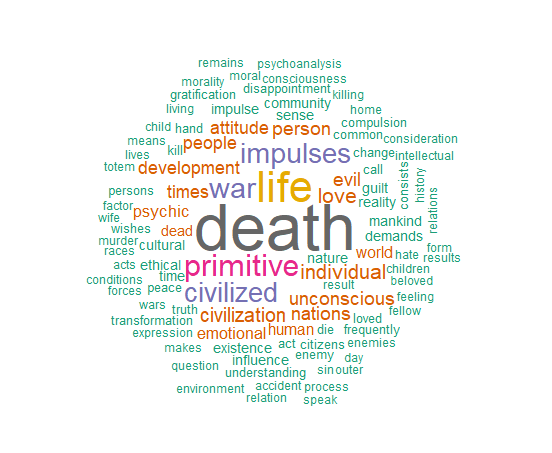 remains psychoanalysis
morality moral consciousness
gratification disappointment killing
living impulse community home
child hand attitude person sense compulsion
means people common consideration
kill impulses change intellectual
lives development evil call consists history
totem times war life love guilt
persons psychic reality relations
factor death mankind
wife dead demands
wishes cultural nature world form
murder primitive individual hate results
races ethical children
acts time result beloved
conditions peace civilized unconscious feeling
forces truth loved fellow
wars civilization nations
transformation human die frequently
expression emotional act citizens enemies
makes existence enemy day
question influence sin outer
understanding
environment accident process
relation speak